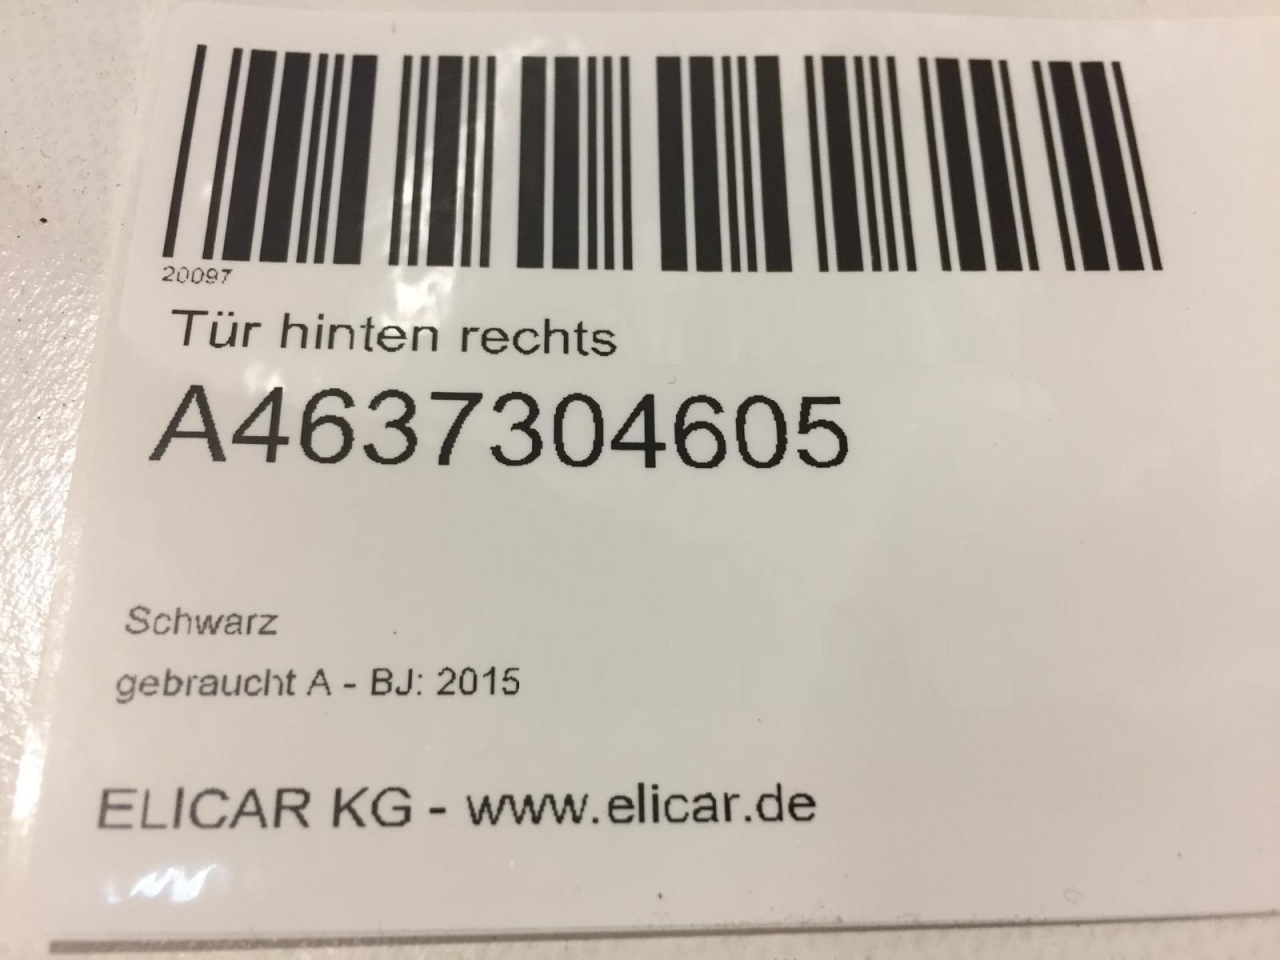 20097
Tür hinten rechts
A4637304605
Schwarz
gebraucht A - BJ: 2015
ELICAR KG - www.elicar.de